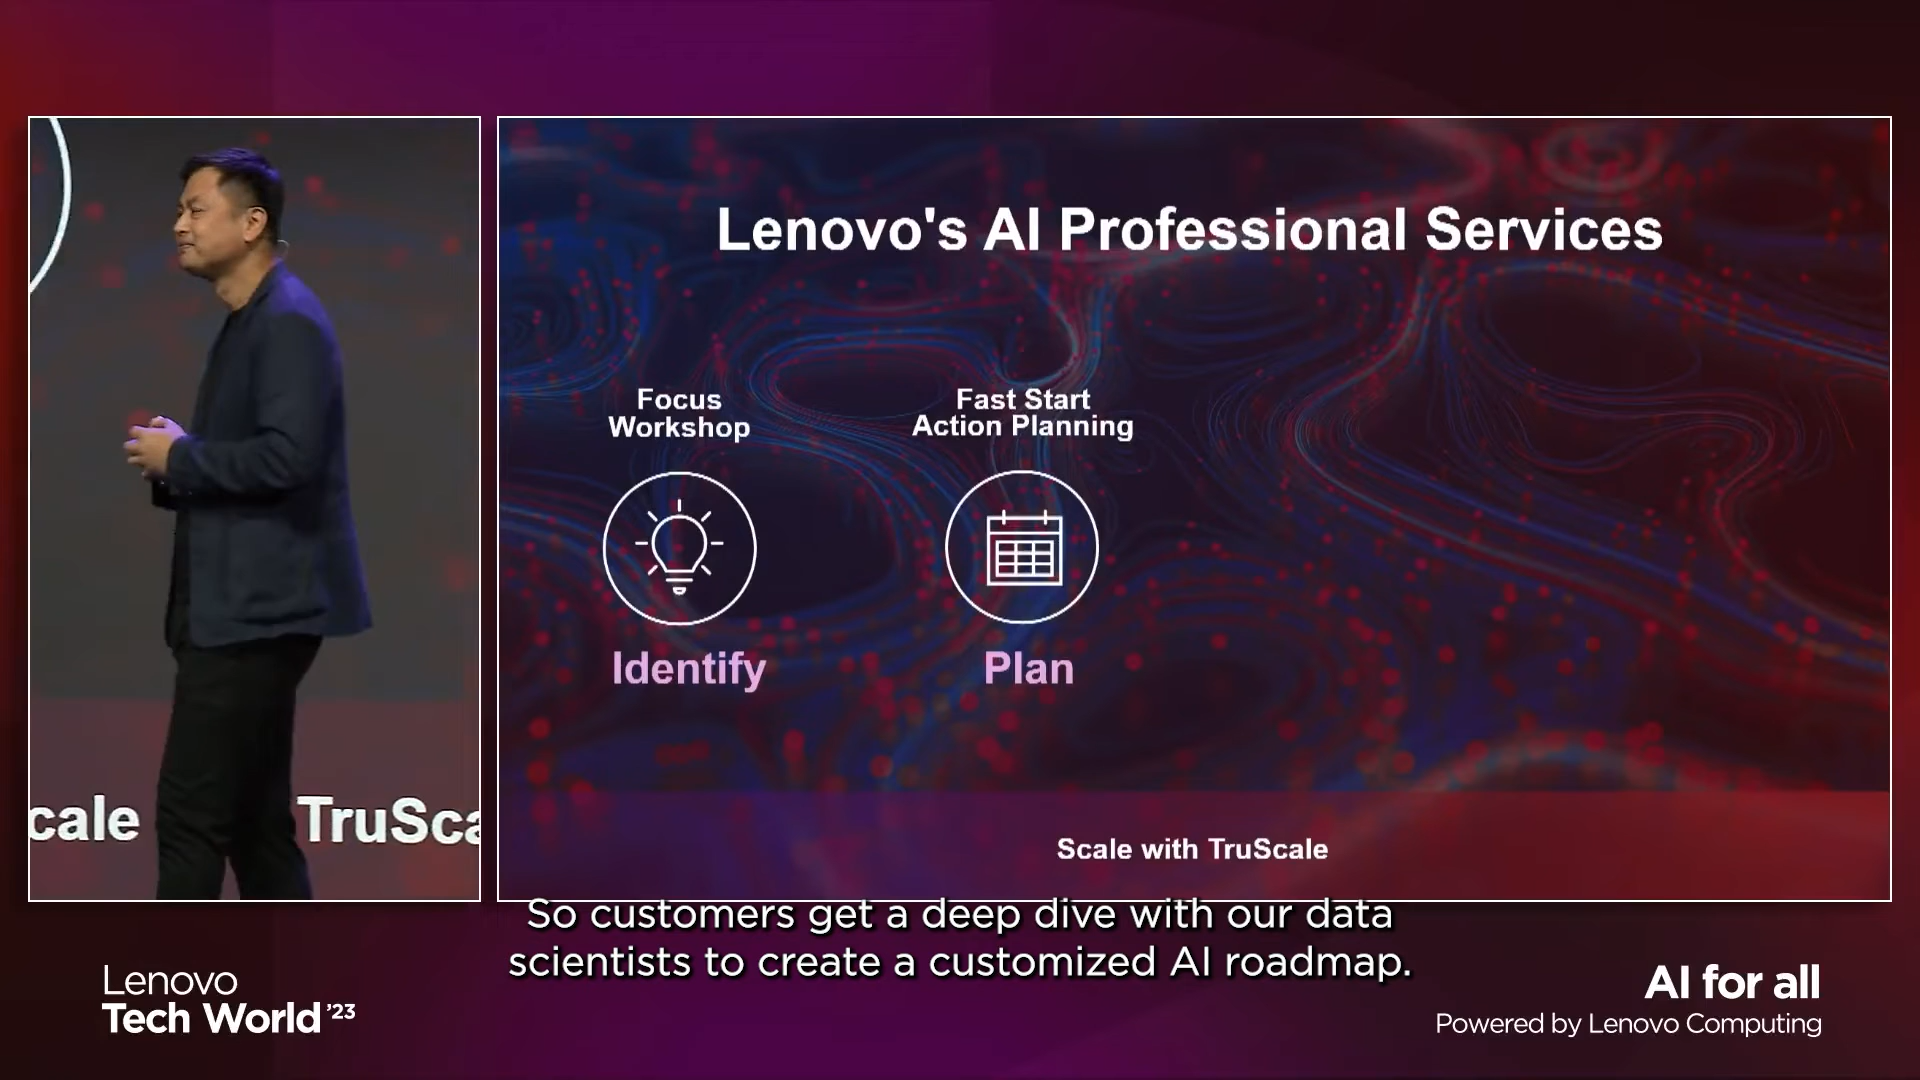 Lenovo's AI Professional Services
Focus
Workshop
Fast Start
Action Planning
Identify
Plan
cale
TruSca
Scale with TruScale
So customers get a deep dive with our data
scientists to create a customized AI roadmap.
Lenovo
Tech World '23
AI for all
Powered by Lenovo Computing